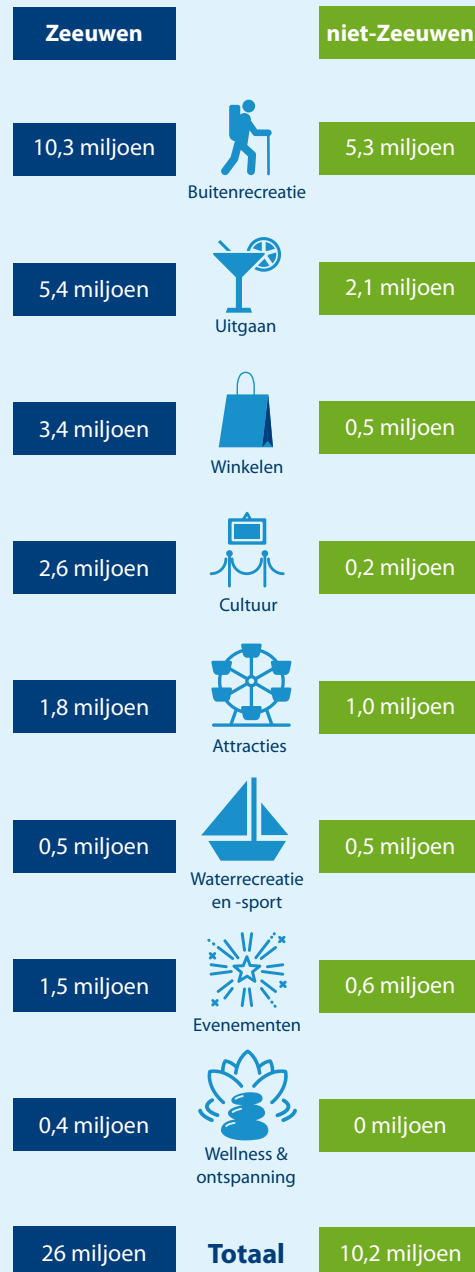 Zeeuwen niet-Zeeuwen
10,3 miljoen 5,3 miljoen
Buitenrecreatie
5,4 miljoen 2,1 miljoen
Uitgaan
3,4 miljoen 0,5 miljoen
Winkelen
2,6 miljoen 0,2 miljoen
Cultuur
1,8 miljoen 1,0 miljoen
Attracties
0,5 miljoen 0,5 miljoen
Waterrecreatie
en -sport
1,5 miljoen 0,6 miljoen
Evenementen
0,4 miljoen 0 miljoen
Wellness &
ontspanning
26 miljoen Totaal 10,2 miljoen